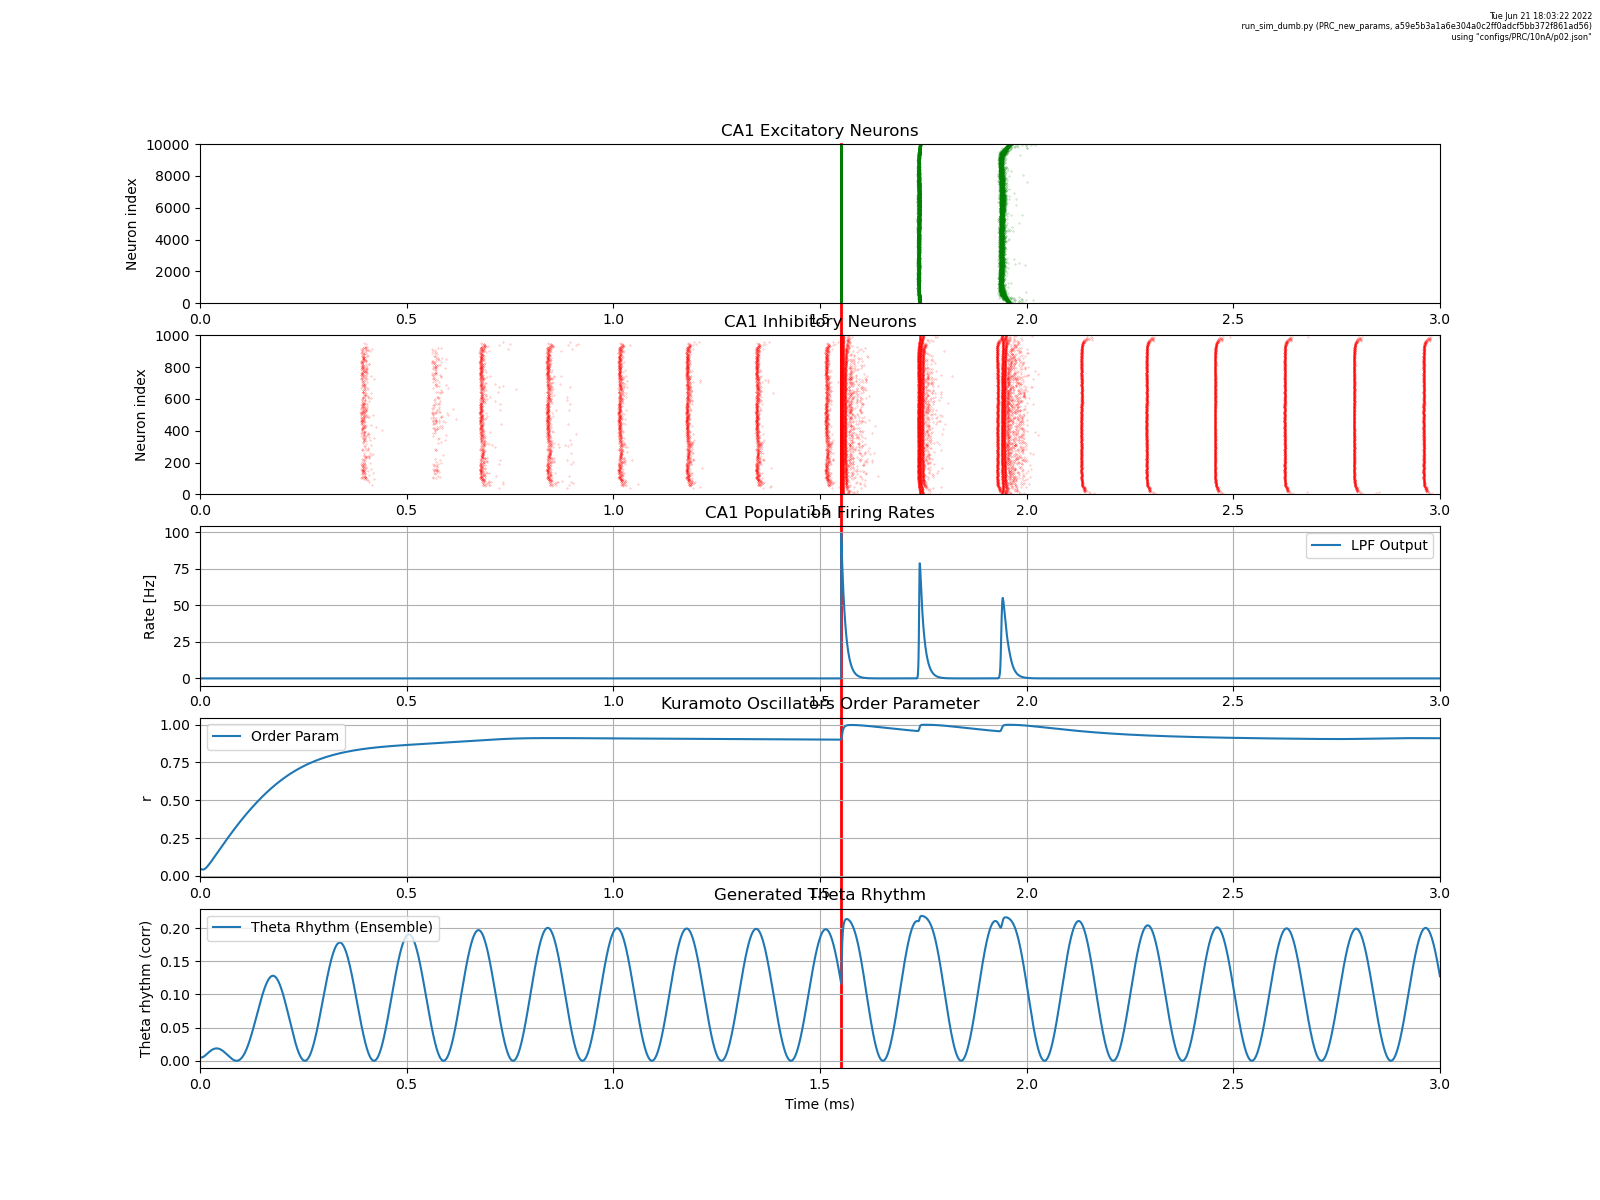 Tue Jun 21 18:03:22 2022
run_sim_dumb.py (PRC_new_params, a59e5b3a1a6e304a0c2ff0adcf5bb372f861ad56)
using "configs/PRC/10nA/p02.json"
CA1 Excitatory Neurons
Neuron index
10000
8000
6000
4000
2000
0
0.0 0.5 1.0 1.5 2.0 2.5 3.0
CA1 Inhibitory Neurons
Neuron index
1000
800
600
400
200
0
0.0 0.5 1.0 1.5 2.0 2.5 3.0
CA1 Population Firing Rates
Rate [Hz]
100
75
50
25
0
LPF Output
0.0 0.5 1.0 1.5 2.0 2.5 3.0
Kuramoto Oscillators Order Parameter
r
1.00
0.75
0.50
0.25
0.00
Order Param
0.0 0.5 1.0 1.5 2.0 2.5 3.0
Generated Theta Rhythm
Theta rhythm (corr)
0.20
0.15
0.10
0.05
0.00
Theta Rhythm (Ensemble)
0.0 0.5 1.0 1.5 2.0 2.5 3.0
Time (ms)